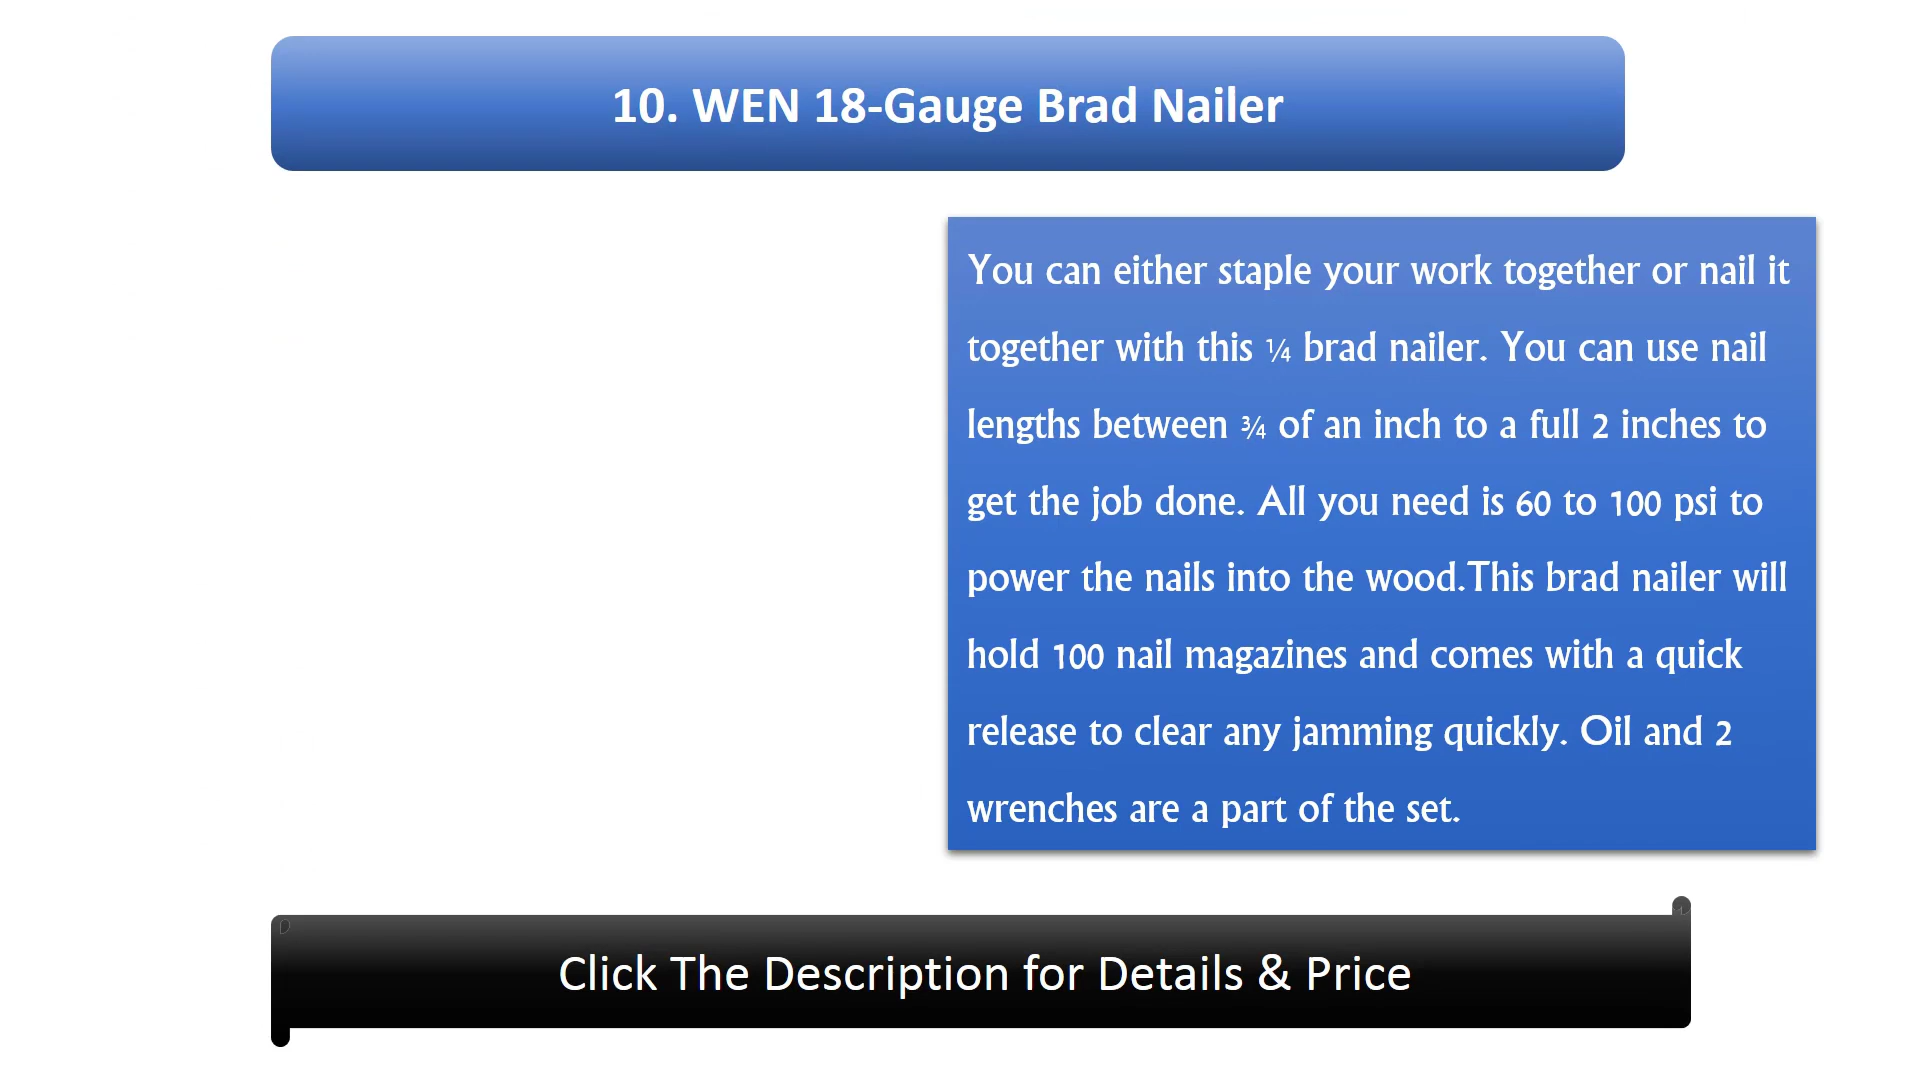 10. WEN 18-Gauge Brad Nailer
You can either staple your work together or nail it
together with this ¼ brad nailer. You can use nail
lengths between ¾ of an inch to a full 2 inches to
get the job done. All you need is 60 to 100 psi to
power the nails into the wood.This brad nailer will
hold 100 nail magazines and comes with a quick
release to clear any jamming quickly. Oil and 2
wrenches are a part of the set.
Click The Description for Details & Price